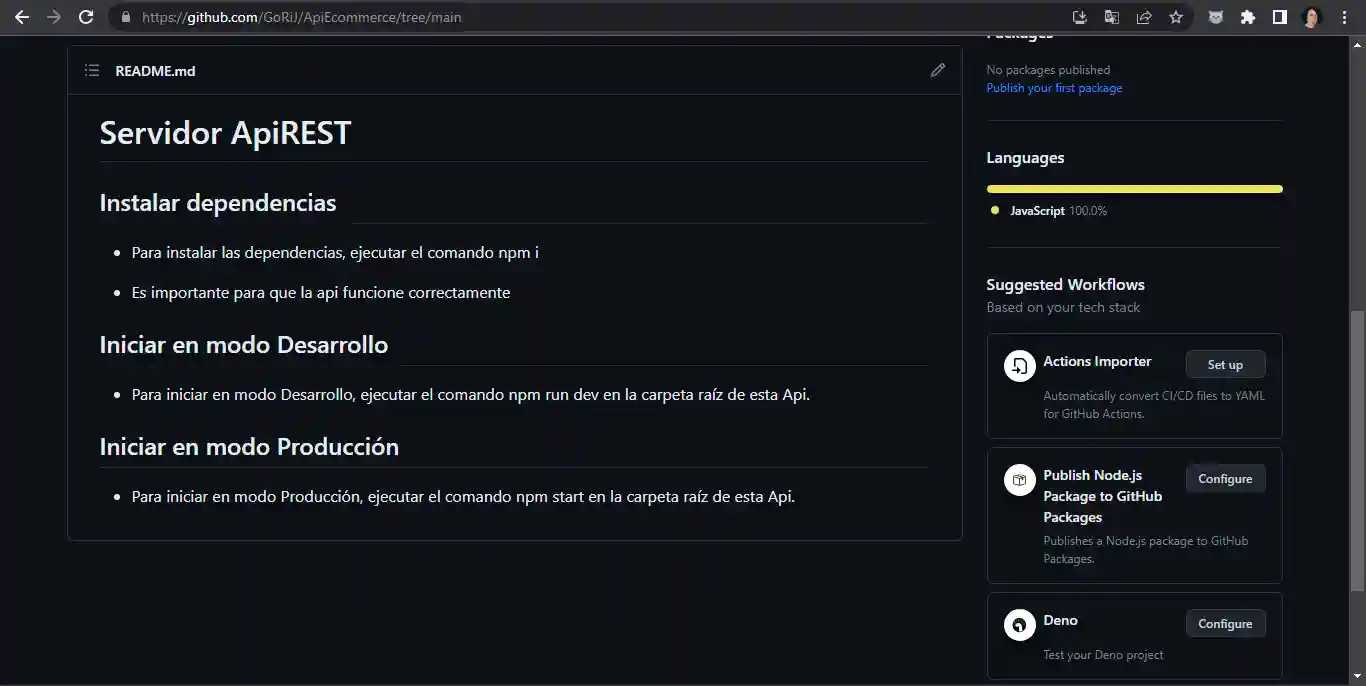 https://github.com/GoRiJ/ApiEcommerce/tree/main
README.md
Servidor ApiREST
Instalar dependencias
Para instalar las dependencias, ejecutar el comando npm i
Es importante para que la api funcione correctamente
Iniciar en modo Desarrollo
Para iniciar en modo Desarrollo, ejecutar el comando npm run dev en la carpeta raíz de esta Api.
Iniciar en modo Producción
Para iniciar en modo Producción, ejecutar el comando npm start en la carpeta raíz de esta Api.
Packages
No packages published
Publish your first package
Languages
JavaScript 100.0%
Suggested Workflows
Based on your tech stack
Actions Importer
Set up
Automatically convert CI/CD files to YAML
for GitHub Actions.
Publish Node.js
Package to GitHub
Packages
Configure
Publishes a Node.js package to GitHub
Packages.
Deno
Configure
Test your Deno project